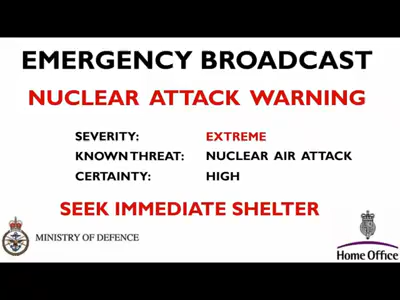 EMERGENCY BROADCAST
NUCLEAR ATTACK WARNING
SEVERITY: EXTREME
KNOWN THREAT: NUCLEAR AIR ATTACK
CERTAINTY: HIGH
SEEK IMMEDIATE SHELTER
MINISTRY OF DEFENCE
Home Office